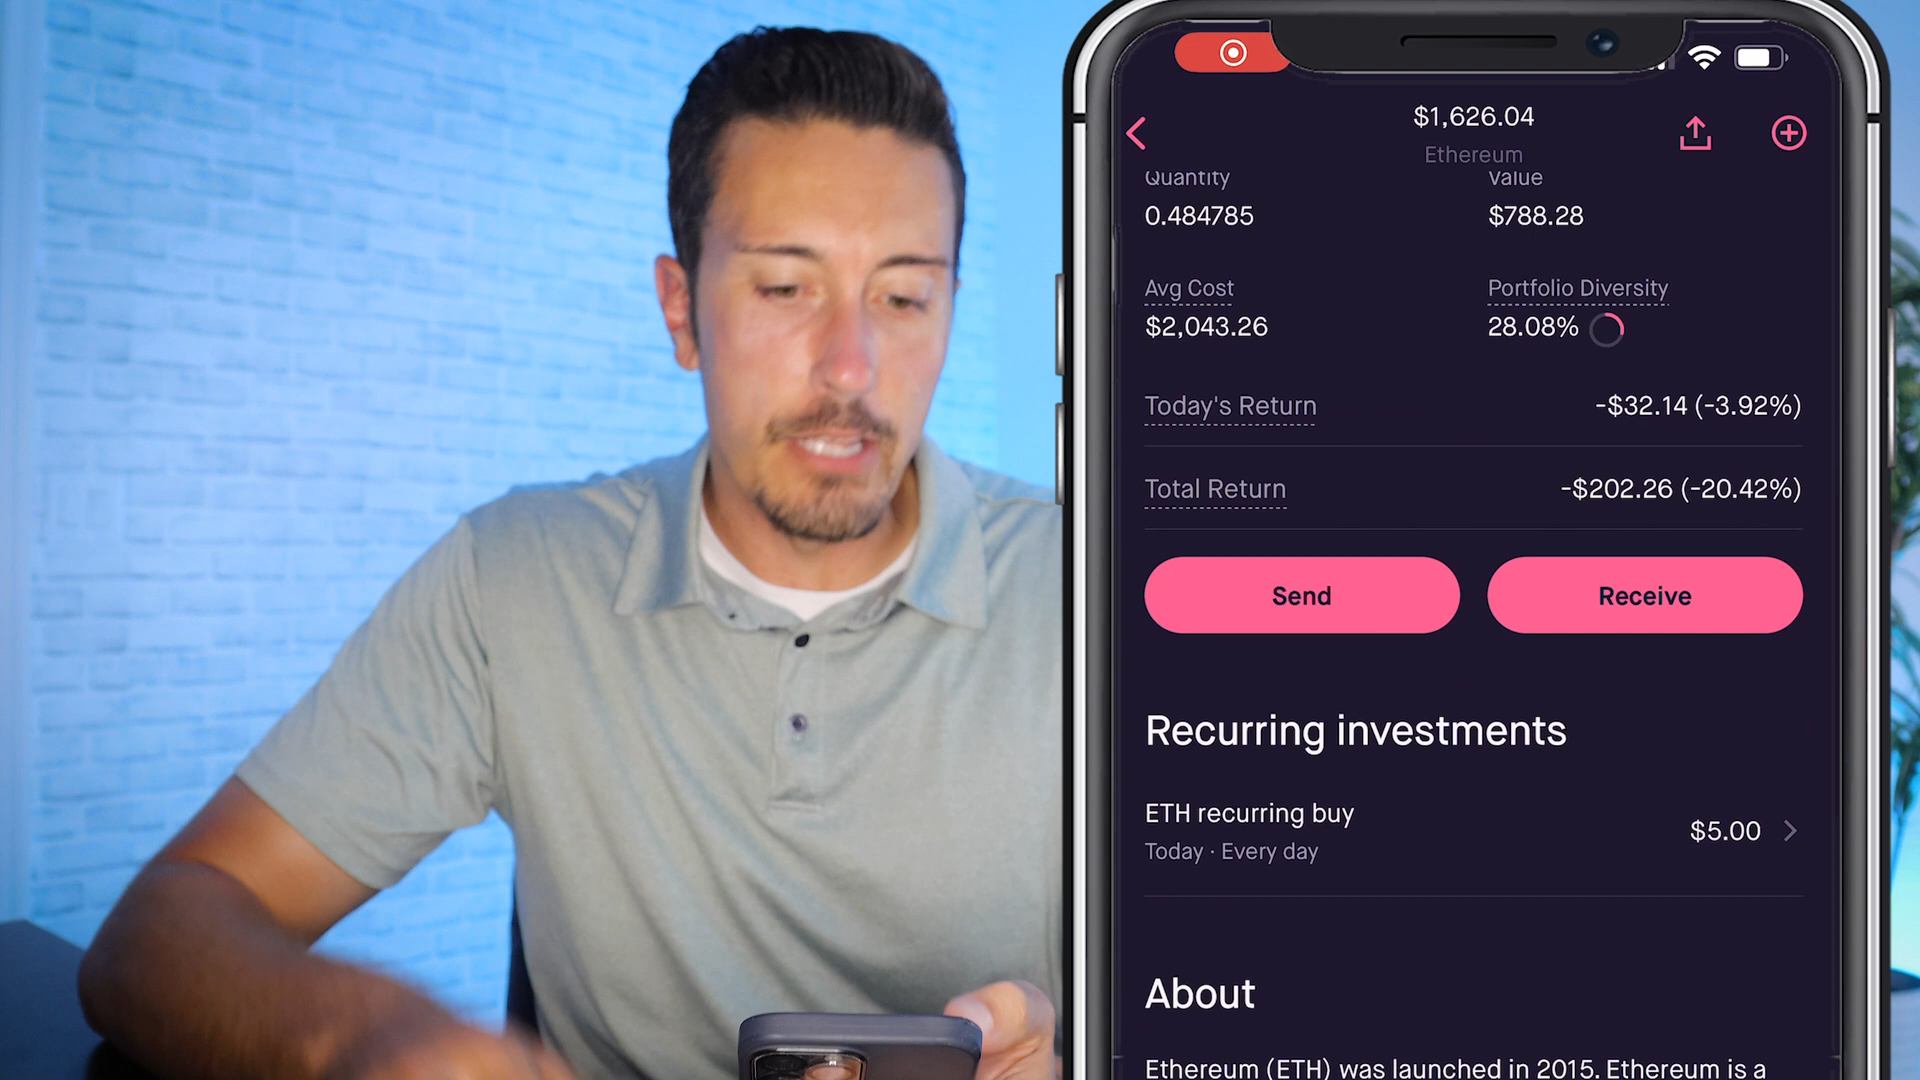 $1,626.04
Ethereum
Quantity
Value
0.484785
$788.28
Avg Cost
Portfolio Diversity
$2,043.26
28.08%
Today's Return
-$32.14 (-3.92%)
Total Return
-$202.26 (-20.42%)
Send
Receive
Recurring investments
ETH recurring buy
$5.00
Today · Every day
About
Ethereum (ETH) was launched in 2015. Ethereum is a